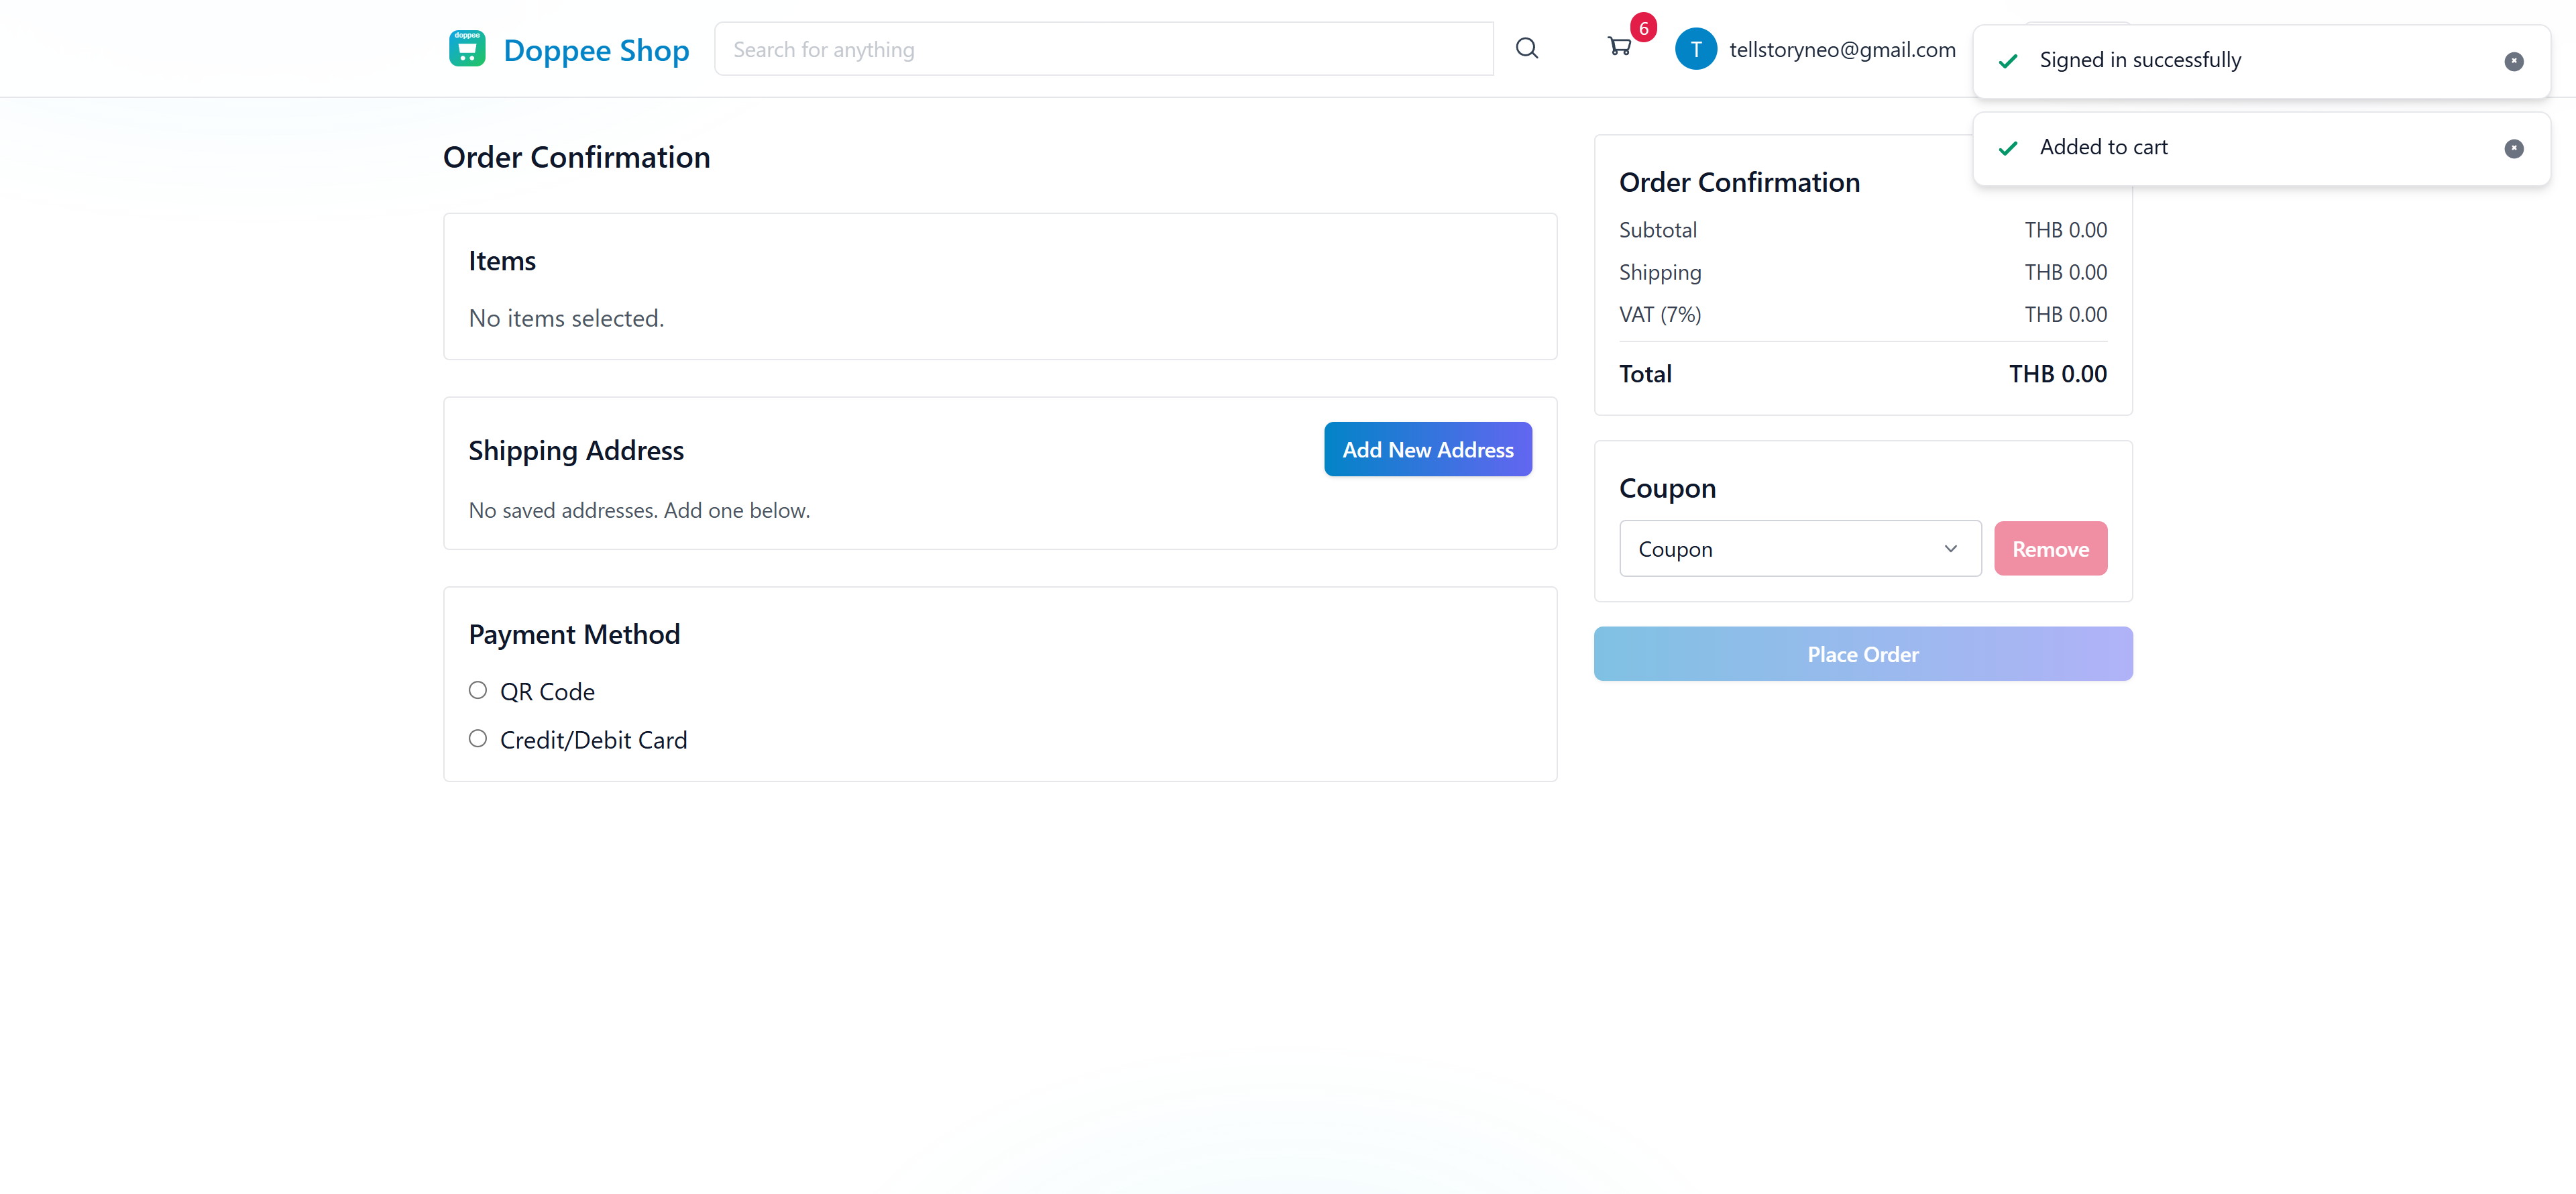 doppee
Doppee Shop
Search for anything
6
T
tellstoryneo@gmail.com
Signed in successfully
Added to cart
Order Confirmation
Items
No items selected.
Shipping Address
Add New Address
No saved addresses. Add one below.
Payment Method
QR Code
Credit/Debit Card
Order Confirmation
Subtotal THB 0.00
Shipping THB 0.00
VAT (7%) THB 0.00
Total THB 0.00
Coupon
Coupon
Remove
Place Order